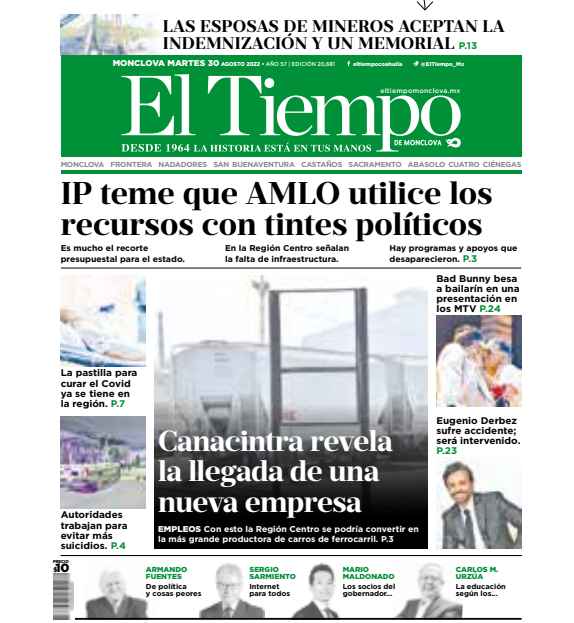 LAS ESPOSAS DE MINEROS ACEPTAN LA
INDEMNIZACIÓN Y UN MEMORIAL P.13
MONCLOVA MARTES 30 AGOSTO 2022 • AÑO 57 | EDICIÓN 20,681
eltiempocoahuila
@ElTiempo_Mx
eltiempomonclova.mx
El Tiempo
DE MONCLOVA
DESDE 1964 LA HISTORIA ESTÁ EN TUS MANOS
MONCLOVA FRONTERA NADADORES SAN BUENAVENTURA CASTAÑOS SACRAMENTO ABASOLO CUATRO CIÉNEGAS
IP teme que AMLO utilice los
recursos con tintes políticos
Es mucho el recorte
presupuestal para el estado.
En la Región Centro señalan
la falta de infraestructura.
Hay programas y apoyos que
desaparecieron. P.3
La pastilla para
curar el Covid
ya se tiene en
la región. P.7
Autoridades
trabajan para
evitar más
suicidios. P.4
Canacintra revela
la llegada de una
nueva empresa
EMPLEOS Con esto la Región Centro se podría convertir en
la más grande productora de carros de ferrocarril. P.3
Bad Bunny besa
a bailarín en una
presentación en
los MTV P.24
Eugenio Derbez
sufre accidente;
será intervenido.
P.23
PRECIO
$10
ARMANDO
FUENTES
De política
y cosas peores
SERGIO
SARMIENTO
Internet
para todos
MARIO
MALDONADO
Los socios del
gobernador...
CARLOS M.
URZÚA
La educación
según los...